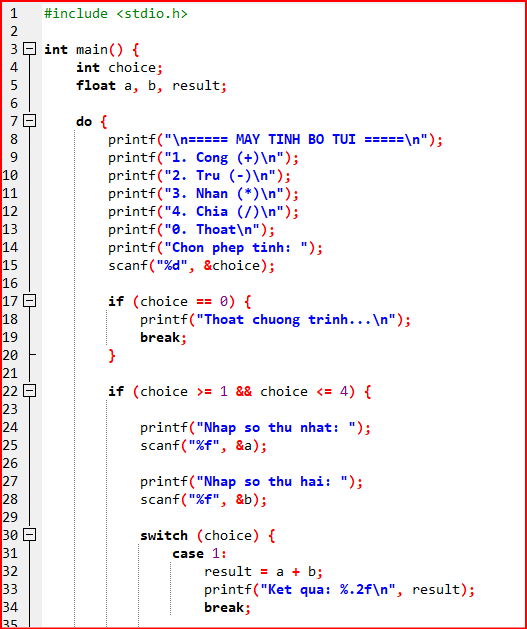 1 #include <stdio.h>
2
3 int main() {
4     int choice;
5     float a, b, result;
6
7     do {
8         printf("\n===== MAY TINH BO TUI =====\n");
9         printf("1. Cong (+)\n");
10         printf("2. Tru (-)\n");
11         printf("3. Nhan (*)\n");
12         printf("4. Chia (/)\n");
13         printf("0. Thoat\n");
14         printf("Chon phep tinh: ");
15         scanf("%d", &choice);
16
17         if (choice == 0) {
18             printf("Thoat chuong trinh...\n");
19             break;
20         }
21
22         if (choice >= 1 && choice <= 4) {
23
24             printf("Nhap so thu nhat: ");
25             scanf("%f", &a);
26
27             printf("Nhap so thu hai: ");
28             scanf("%f", &b);
29
30             switch (choice) {
31                 case 1:
32                     result = a + b;
33                     printf("Ket qua: %.2f\n", result);
34                     break;
35